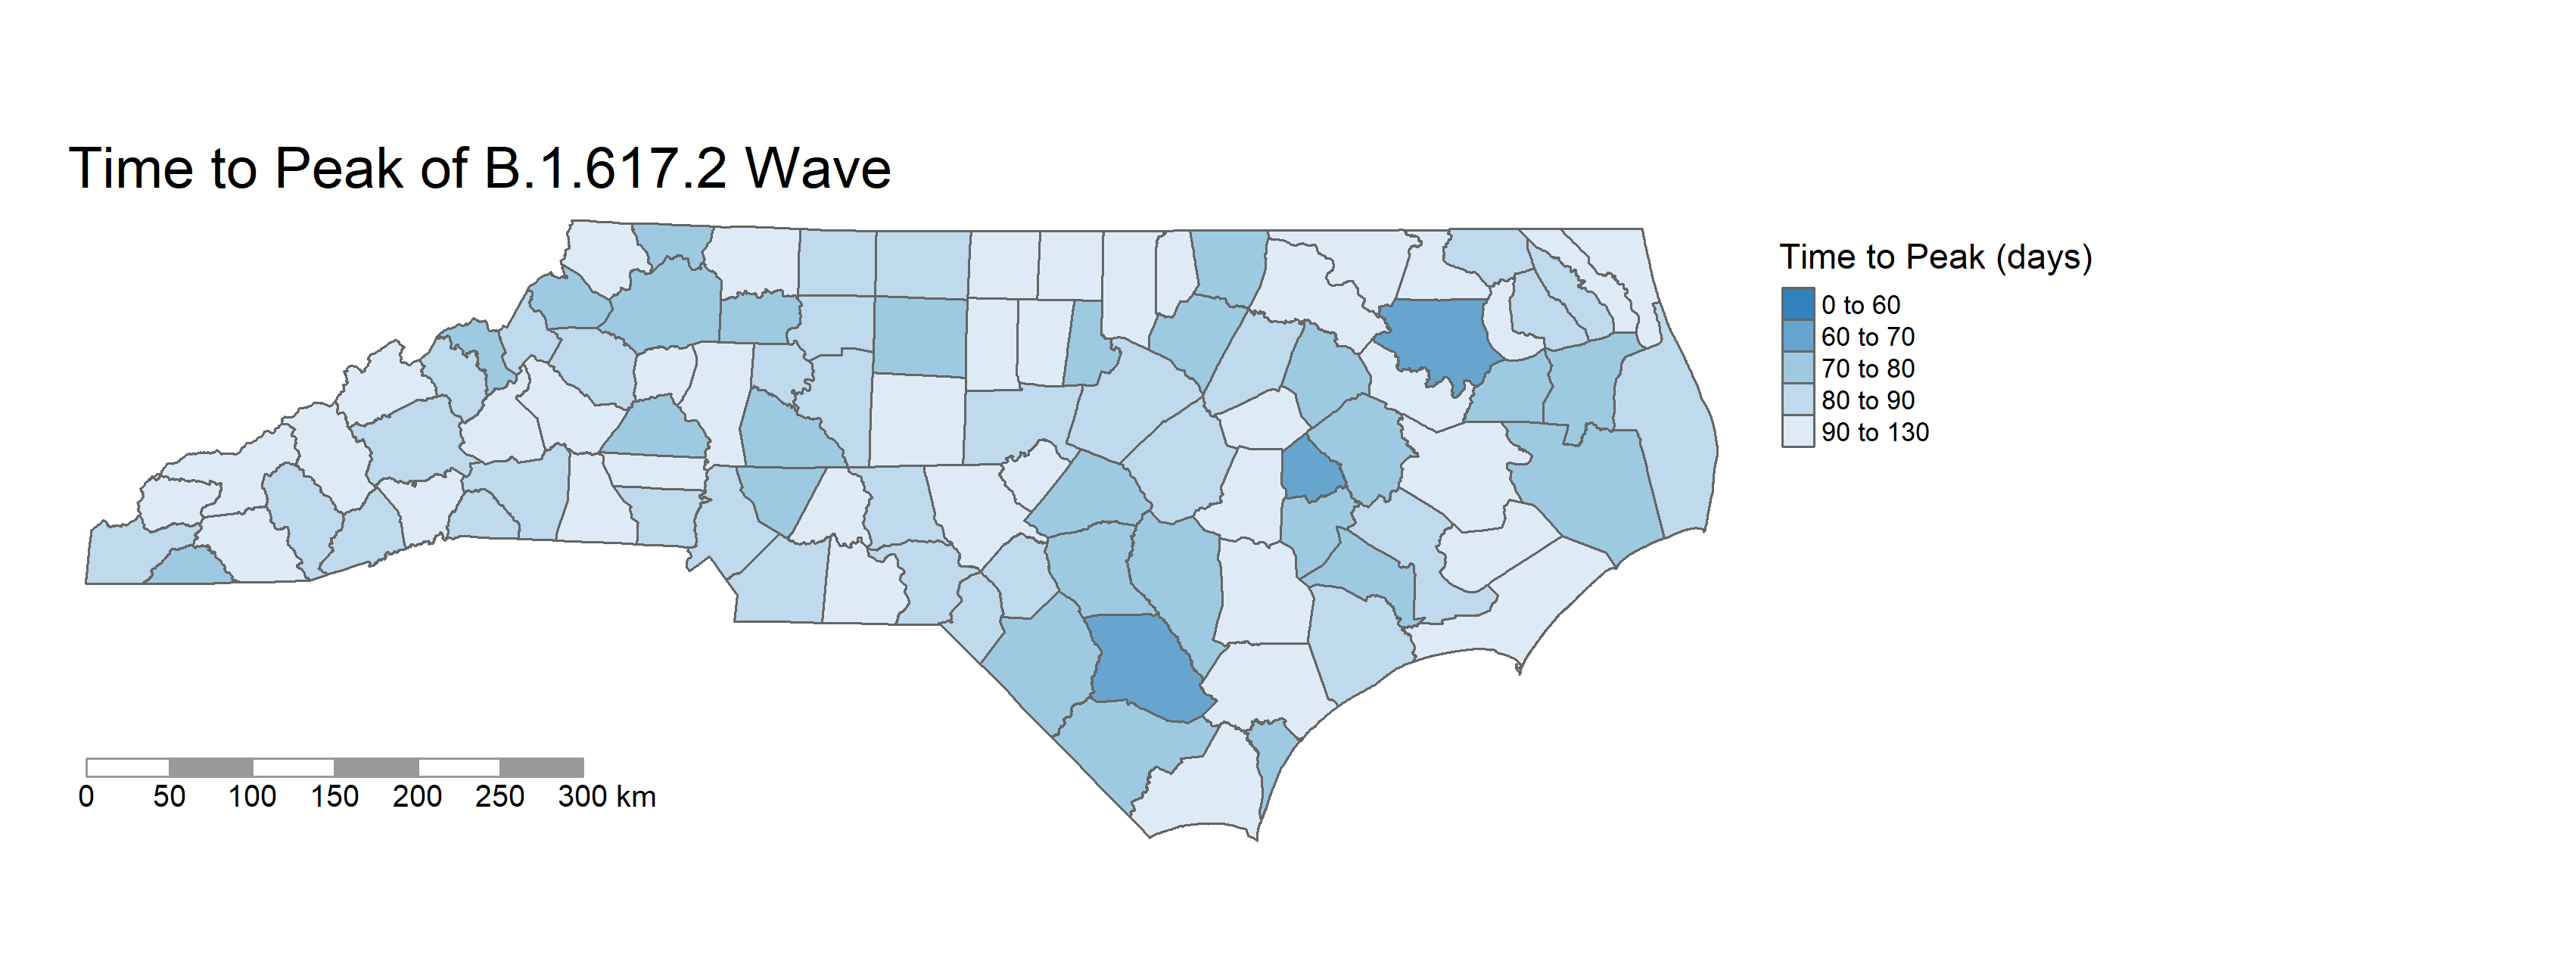 Time to Peak of B.1.617.2 Wave
Time to Peak (days)
0 to 60
60 to 70
70 to 80
80 to 90
90 to 130
0 50 100 150 200 250 300 km